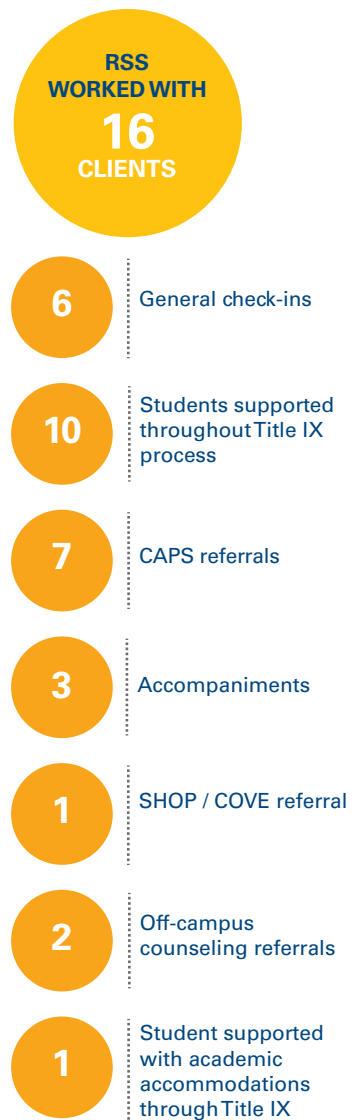 RSS
WORKED WITH
16
CLIENTS
6
General check-ins
10
Students supported
throughout Title IX
process
7
CAPS referrals
3
Accompaniments
1
SHOP / COVE referral
2
Off-campus
counseling referrals
1
Student supported
with academic
accommodations
through Title IX